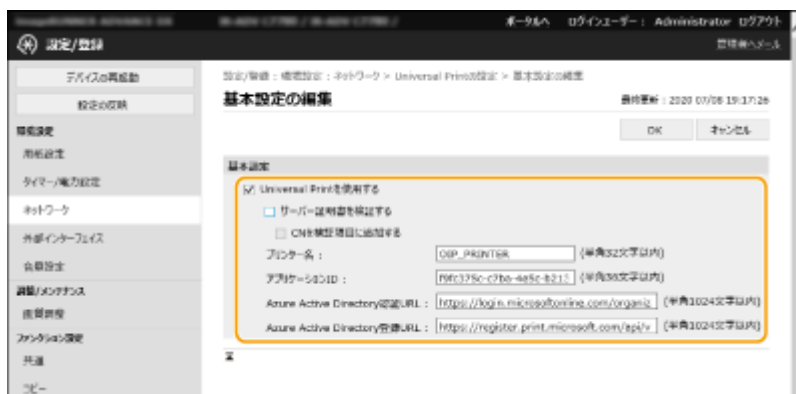 ポータルへ ログインユーザー: Administrator ログアウト
設定/登録
管理者へメール
デバイスの再起動
設定の反映
環境設定
用紙設定
タイマー/電力設定
ネットワーク
外部インターフェイス
会員設定
調整/メンテナンス
画質調整
ファンクション設定
共通
コピー
設定/登録 : 環境設定 : ネットワーク > Universal Printの設定 > 基本設定の編集
基本設定の編集
最終更新 : 2020 07/08 19:17:26
OK キャンセル
基本設定
Universal Printを使用する
サーバー証明書を検証する
CNを検証項目に追加する
プリンター名 : OIP_PRINTER (半角32文字以内)
アプリケーションID : f9fc375c-c7ba-4e5c-b213 (半角36文字以内)
Azure Active Directory認証URL : https://login.microsoftonline.com/organiz (半角1024文字以内)
Azure Active Directory登録URL : https://register.print.microsoft.com/api/v (半角1024文字以内)